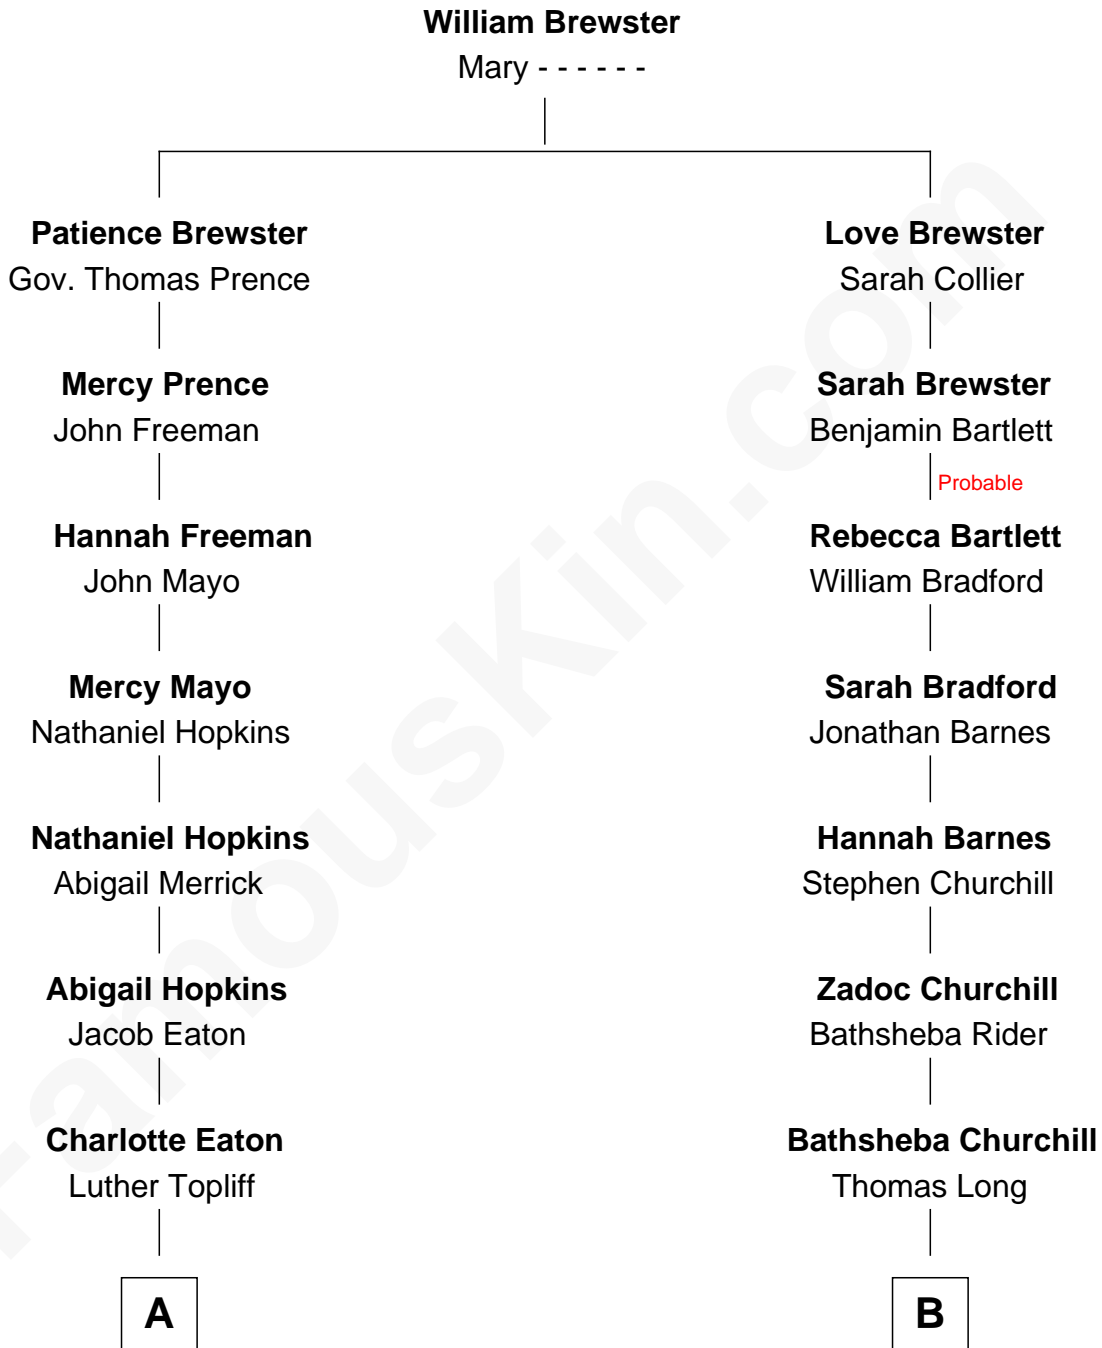 William Brewster
Mary - - - - - -
Patience Brewster
Gov. Thomas Prence
Love Brewster
Sarah Collier
Mercy Prence
John Freeman
Sarah Brewster
Benjamin Bartlett
Probable
Hannah Freeman
John Mayo
Rebecca Bartlett
William Bradford
Mercy Mayo
Nathaniel Hopkins
Sarah Bradford
Jonathan Barnes
Nathaniel Hopkins
Abigail Merrick
Hannah Barnes
Stephen Churchill
Abigail Hopkins
Jacob Eaton
Zadoc Churchill
Bathsheba Rider
Charlotte Eaton
Luther Topliff
Bathsheba Churchill
Thomas Long
A
B
FamousKin.com